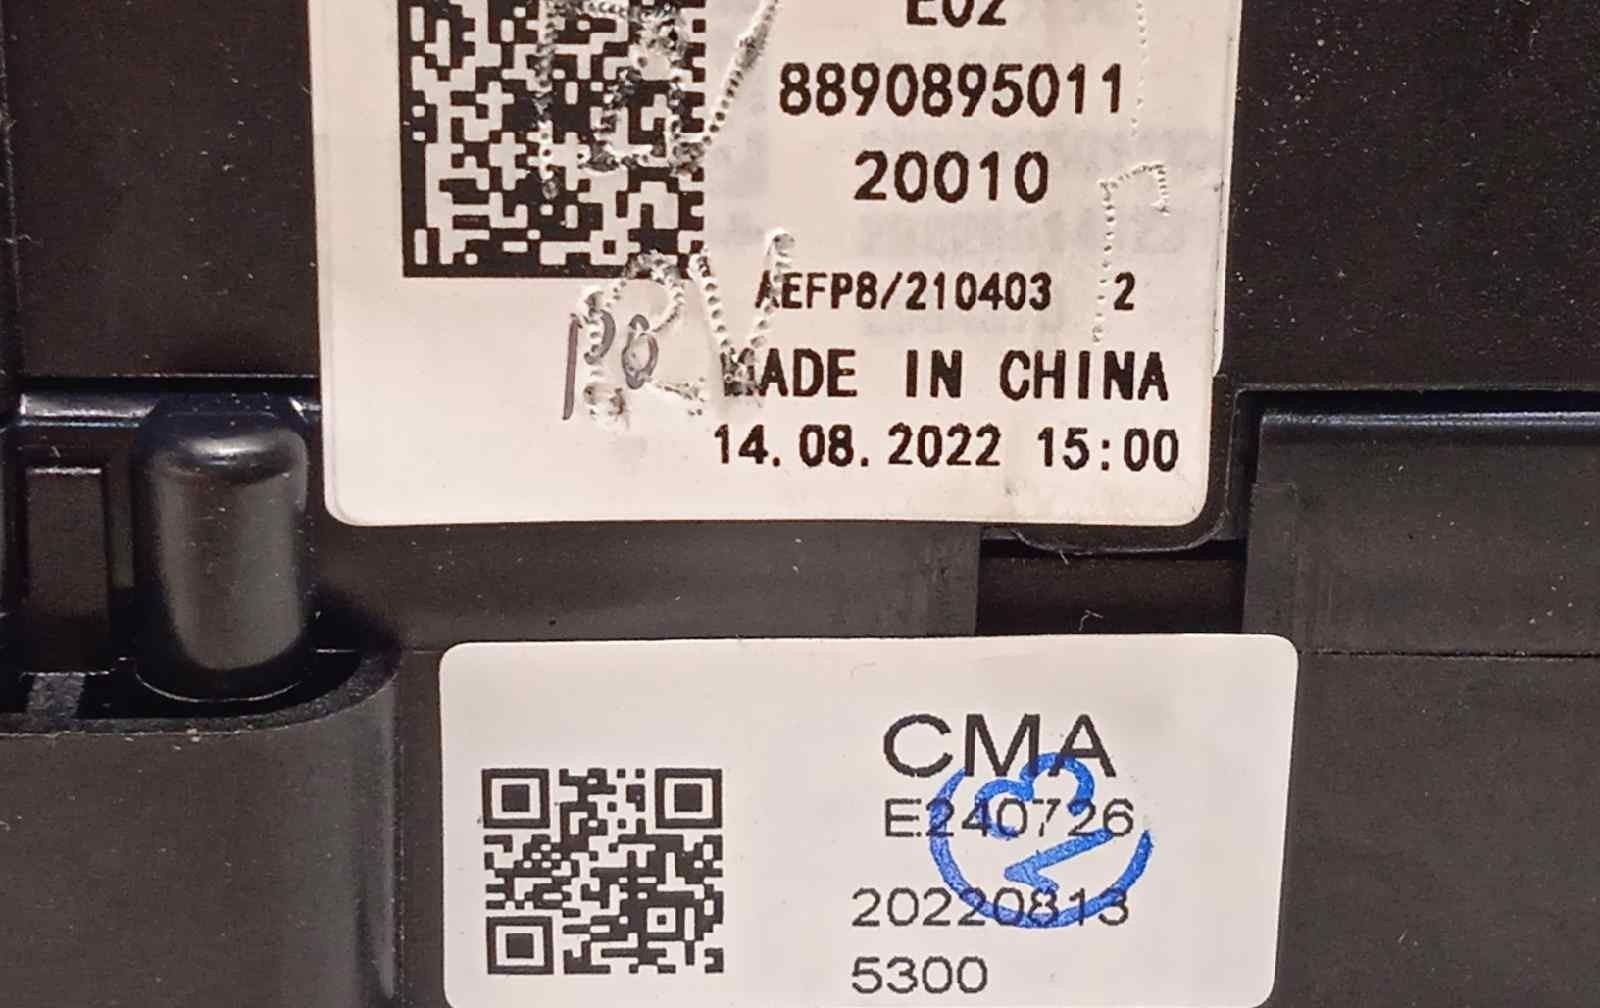 E02
8890895011
20010
AEFP8/210403 2
MADE IN CHINA
14.08.2022 15:00
CMA
E240726
20220813
5300